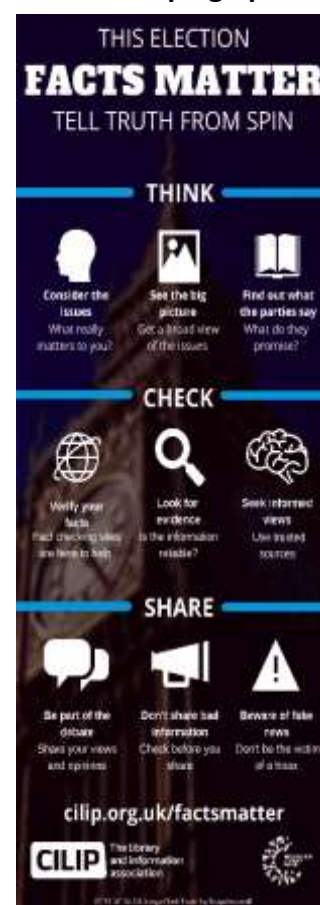 THIS ELECTION
FACTS MATTER
TELL TRUTH FROM SPIN
THINK
Consider the
issues
What really
matters to you?
See the big
picture
Get a broad view
of the issues
Find out what
the parties say
What do they
promise?
CHECK
Verify your
facts
Fact checking sites
are here to help
Look for
evidence
Is the information
reliable?
Seek informed
views
Use trusted
sources
SHARE
Be part of the
debate
Share your views
and opinions
Don't share bad
information
Check before you
share
Beware of fake
news
Don't be the victim
of a hoax
cilip.org.uk/factsmatter
CILIP
The library
and information
association